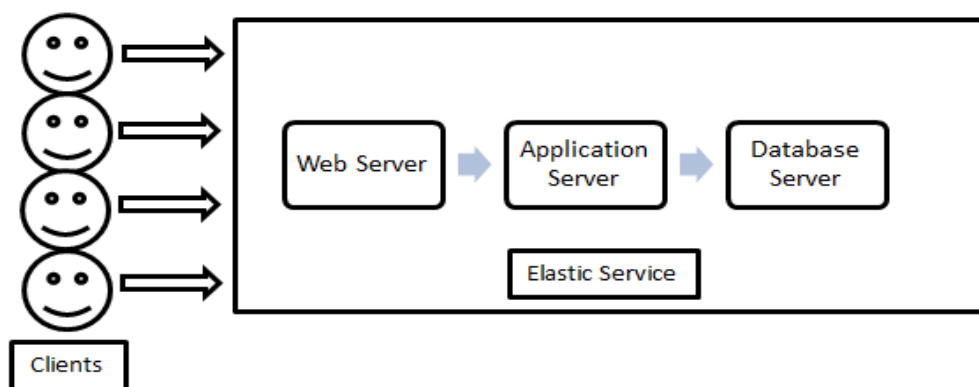 Web Server
Application
Server
Database
Server
Elastic Service
Clients